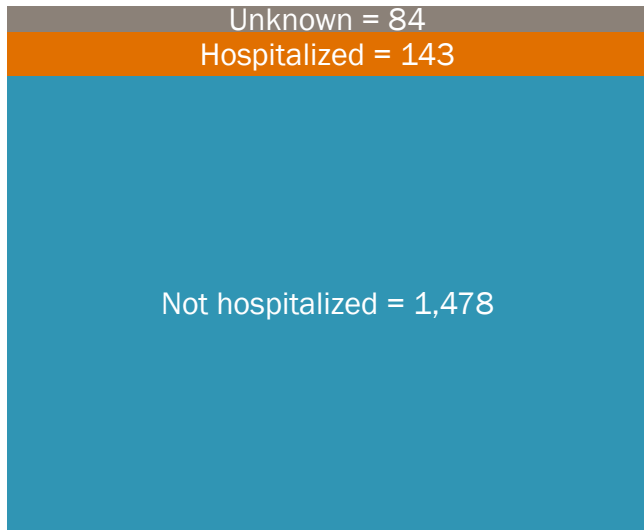 Unknown = 84
Hospitalized = 143
Not hospitalized = 1,478